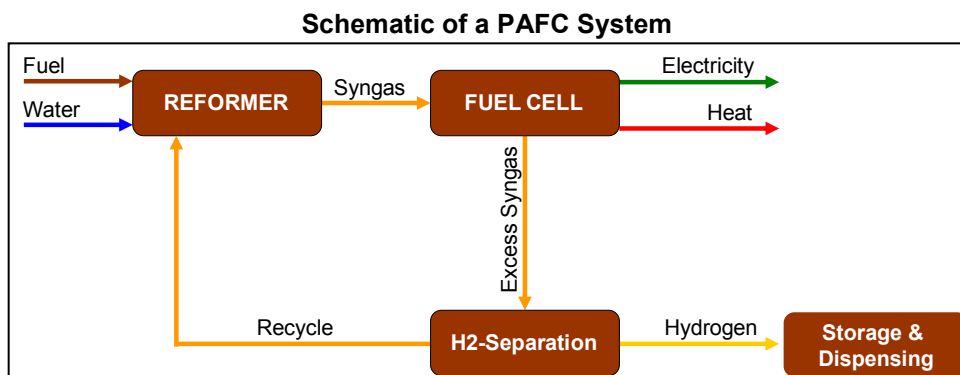 Schematic of a PAFC System
Fuel
Water
REFORMER
Syngas
FUEL CELL
Electricity
Heat
Excess Syngas
Recycle
H2-Separation
Hydrogen
Storage &
Dispensing